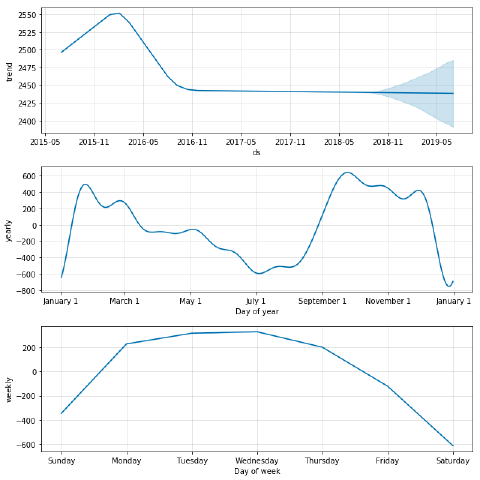 2550
2525
2500
2475
2450
2425
2400
trend
2015-05 2015-11 2016-05 2016-11 2017-05 2017-11 2018-05 2018-11 2019-05
ds
600
400
200
0
−200
−400
−600
−800
yearly
January 1 March 1 May 1 July 1 September 1 November 1 January 1
Day of year
200
0
−200
−400
−600
weekly
Sunday Monday Tuesday Wednesday Thursday Friday Saturday
Day of week